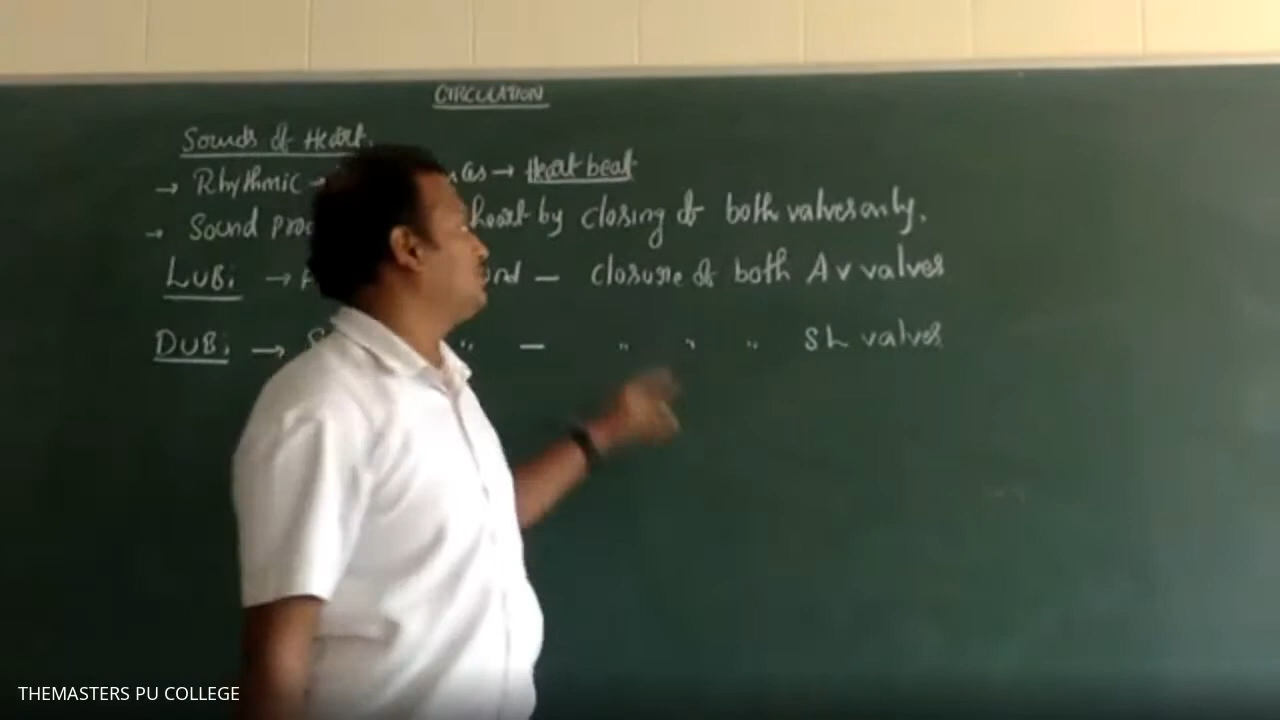 CIRCULATION
Sounds of Heart.
→ Rhythmic → → Heart beat
→ Sound heart by closing of both valves only.
LUB: → – closure of both AV valves
DUB: → " – " " " SL valves
THEMASTERS PU COLLEGE